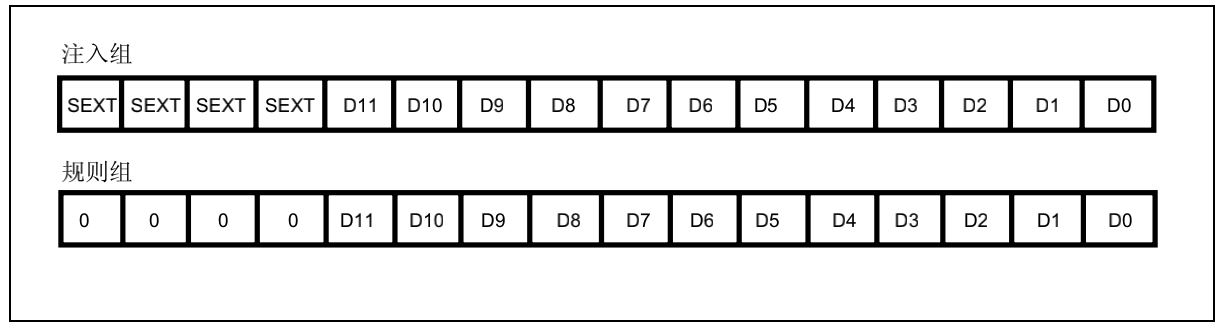 注入组
SEXT SEXT SEXT SEXT D11 D10 D9 D8 D7 D6 D5 D4 D3 D2 D1 D0
规则组
0 0 0 0 D11 D10 D9 D8 D7 D6 D5 D4 D3 D2 D1 D0